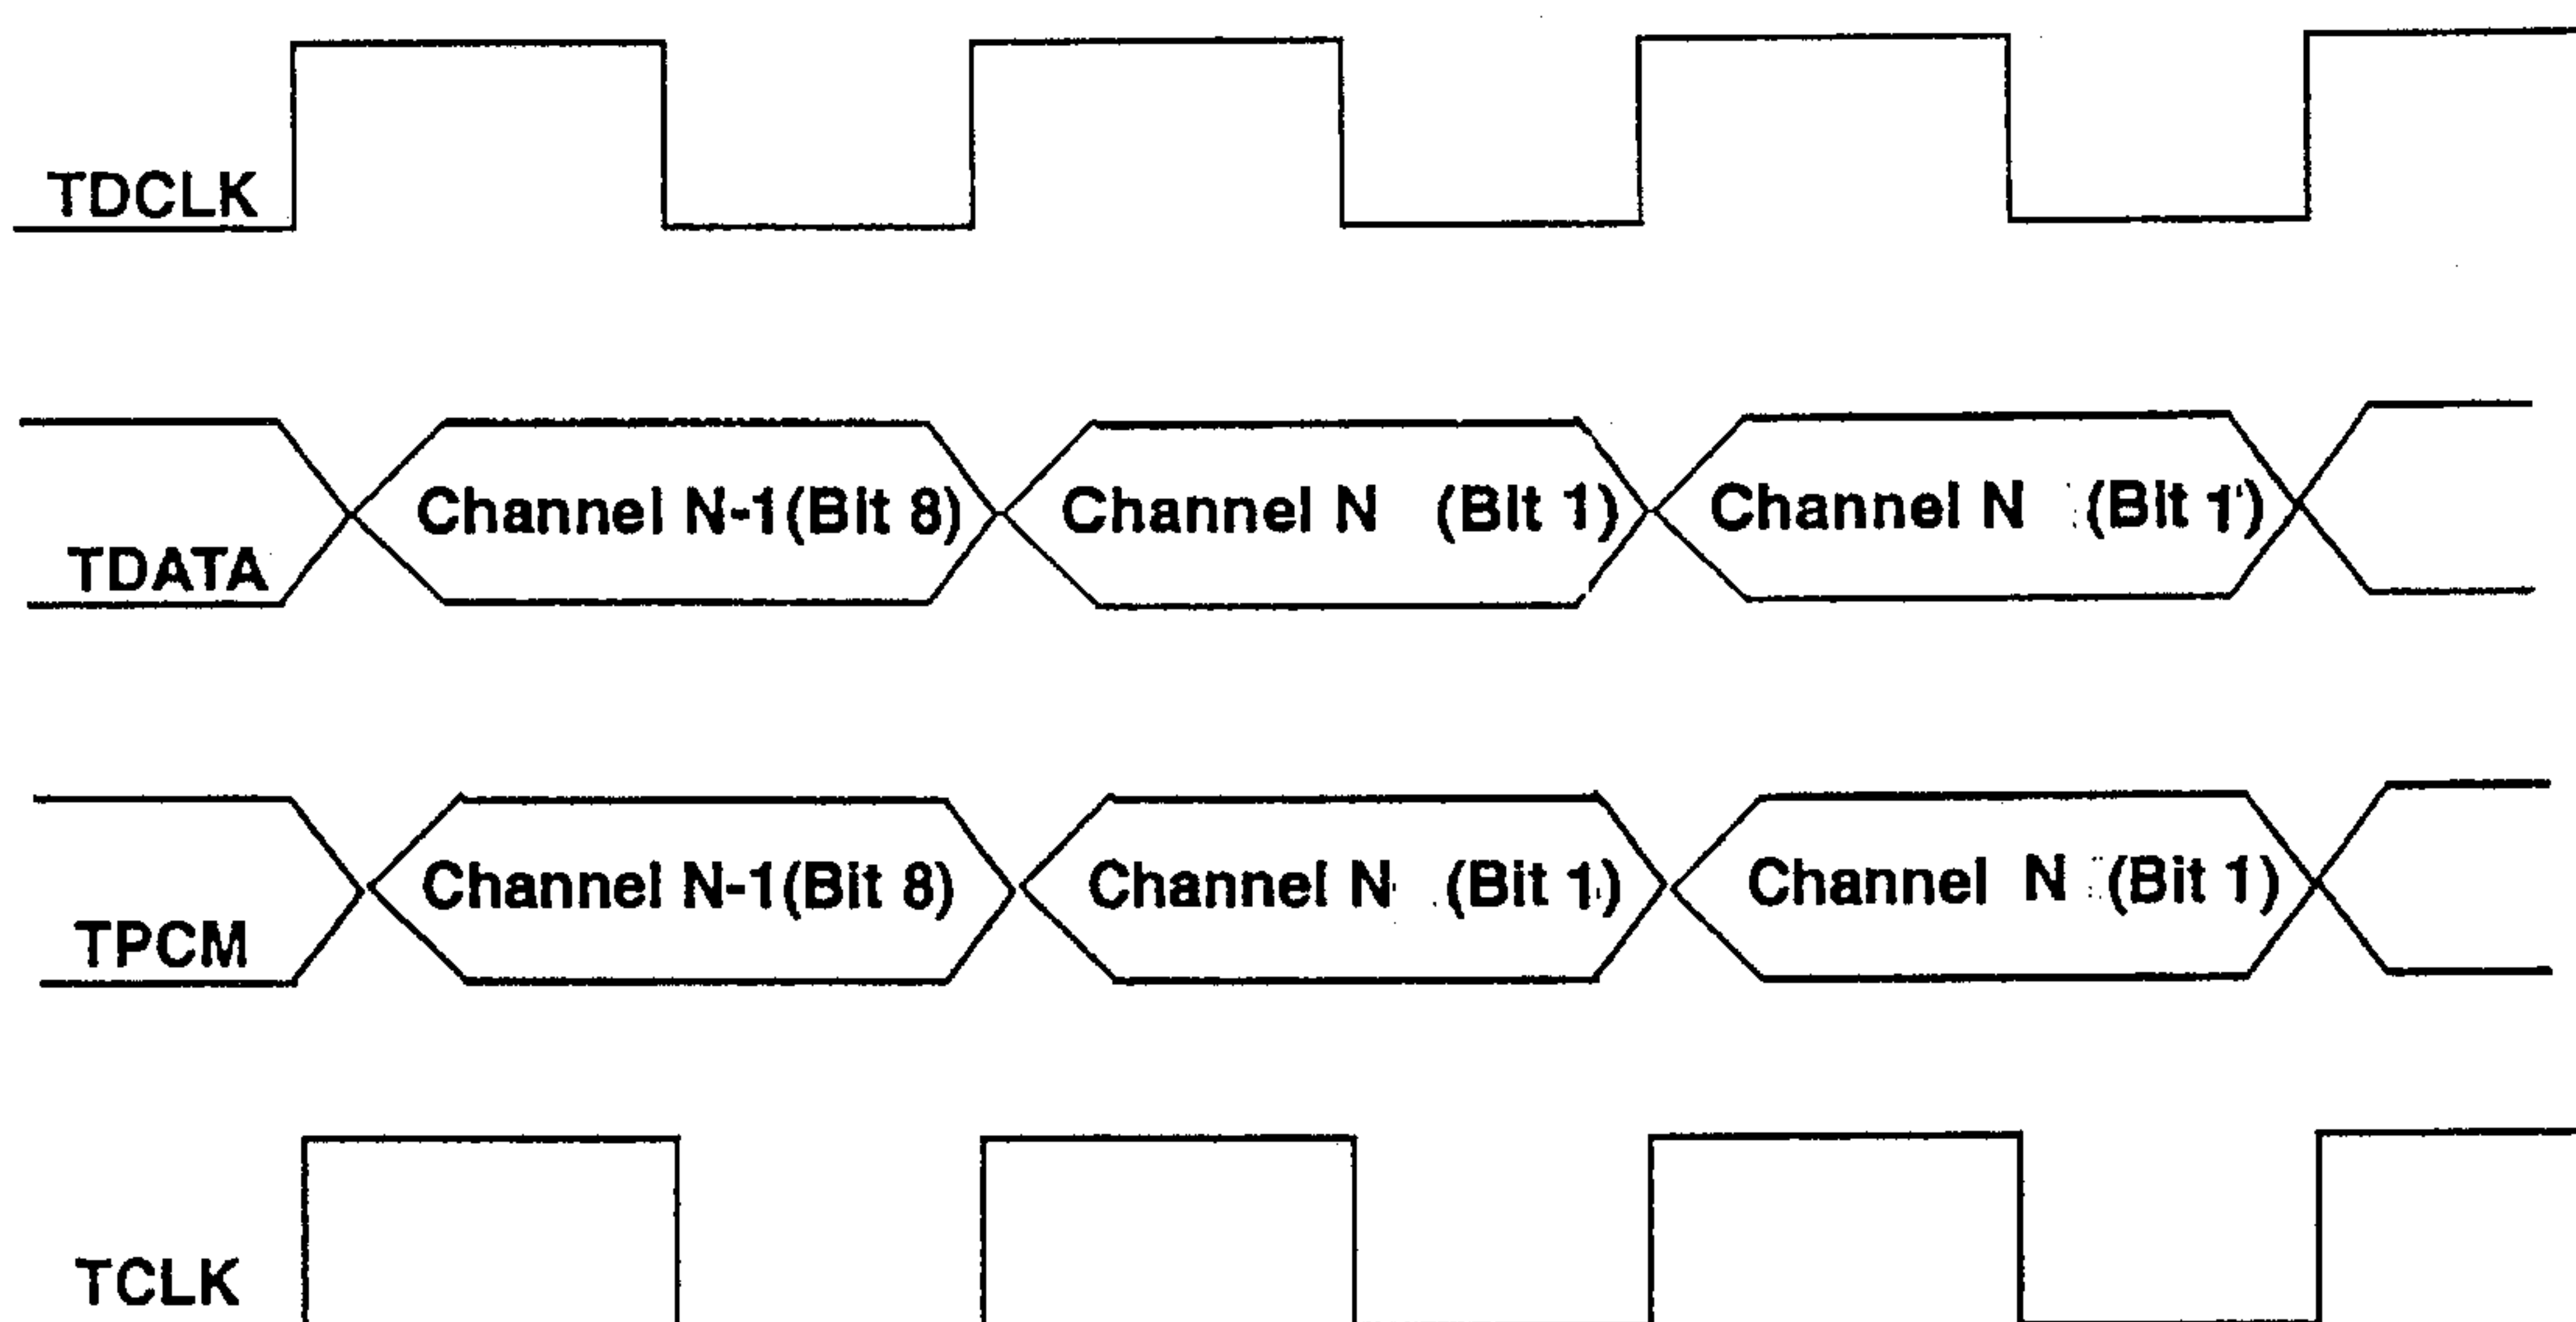 TDCLK
Channel N-1(Bit 8) Channel N (Bit 1) Channel N (Bit 1)
TDATA
Channel N-1(Bit 8) Channel N (Bit 1) Channel N (Bit 1)
TPCM
TCLK